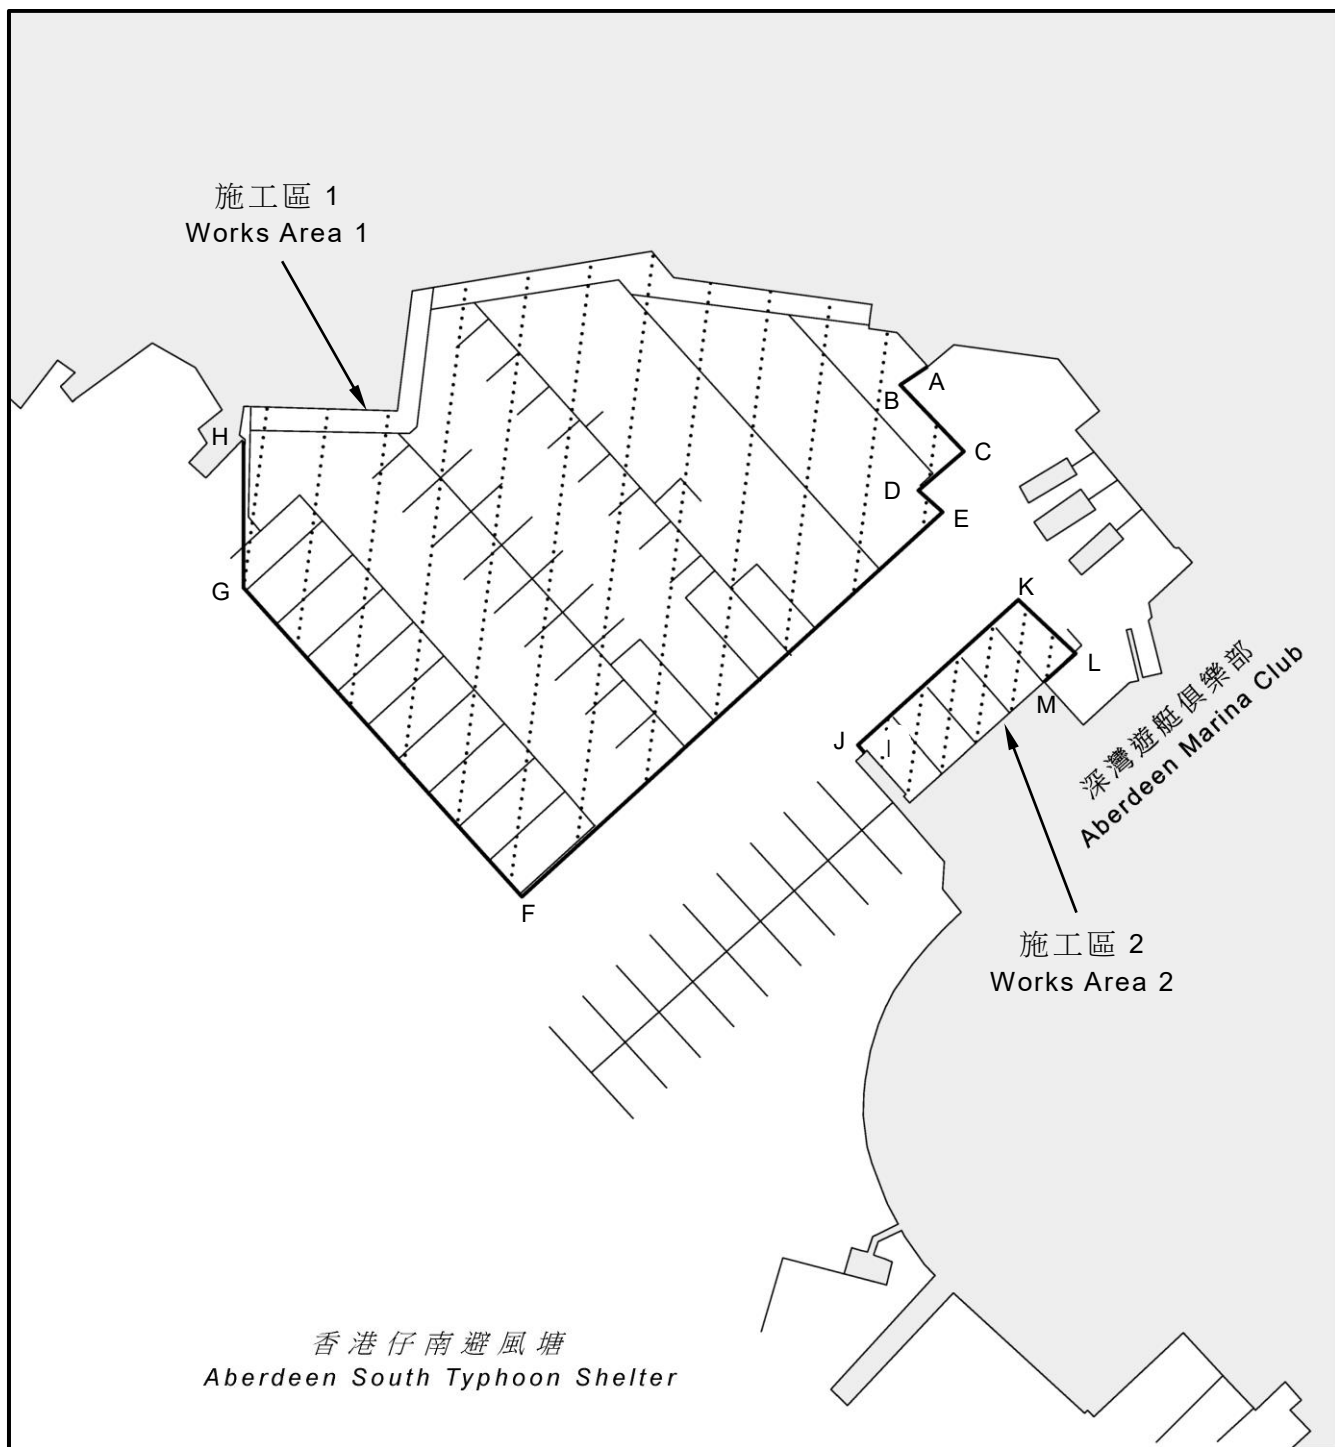 施工區 1
Works Area 1
A
B
C
D
E
F
G
H
I
J
K
L
M
深灣遊艇俱樂部
Aberdeen Marina Club
施工區 2
Works Area 2
香港仔南避風塘
Aberdeen South Typhoon Shelter